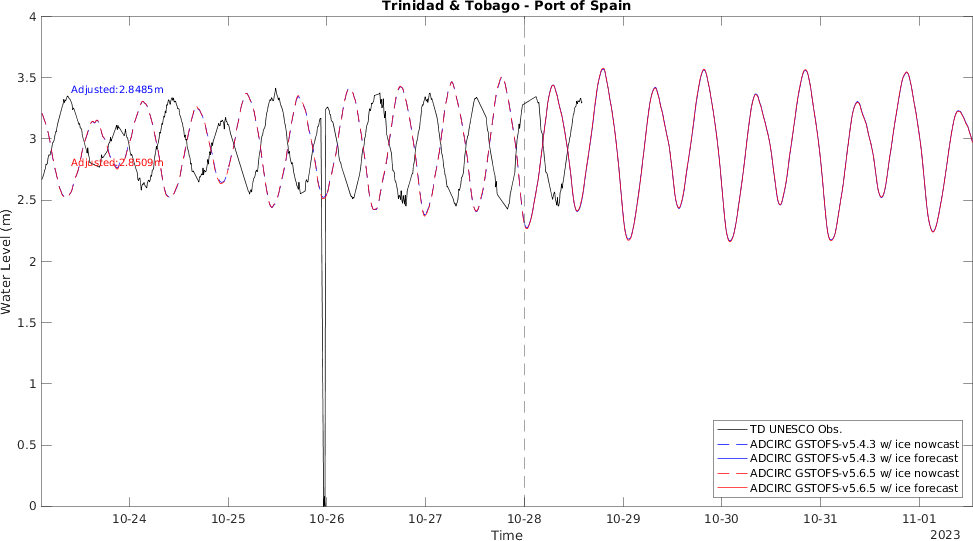 Trinidad & Tobago - Port of Spain
4
3.5
3
2.5
2
1.5
1
0.5
0
Water Level (m)
Adjusted:2.8485m
Adjusted:2.8509m
TD UNESCO Obs.
ADCIRC GSTOFS-v5.4.3 w/ ice nowcast
ADCIRC GSTOFS-v5.4.3 w/ ice forecast
ADCIRC GSTOFS-v5.6.5 w/ ice nowcast
ADCIRC GSTOFS-v5.6.5 w/ ice forecast
10-24 10-25 10-26 10-27 10-28 10-29 10-30 10-31 11-01
Time
2023